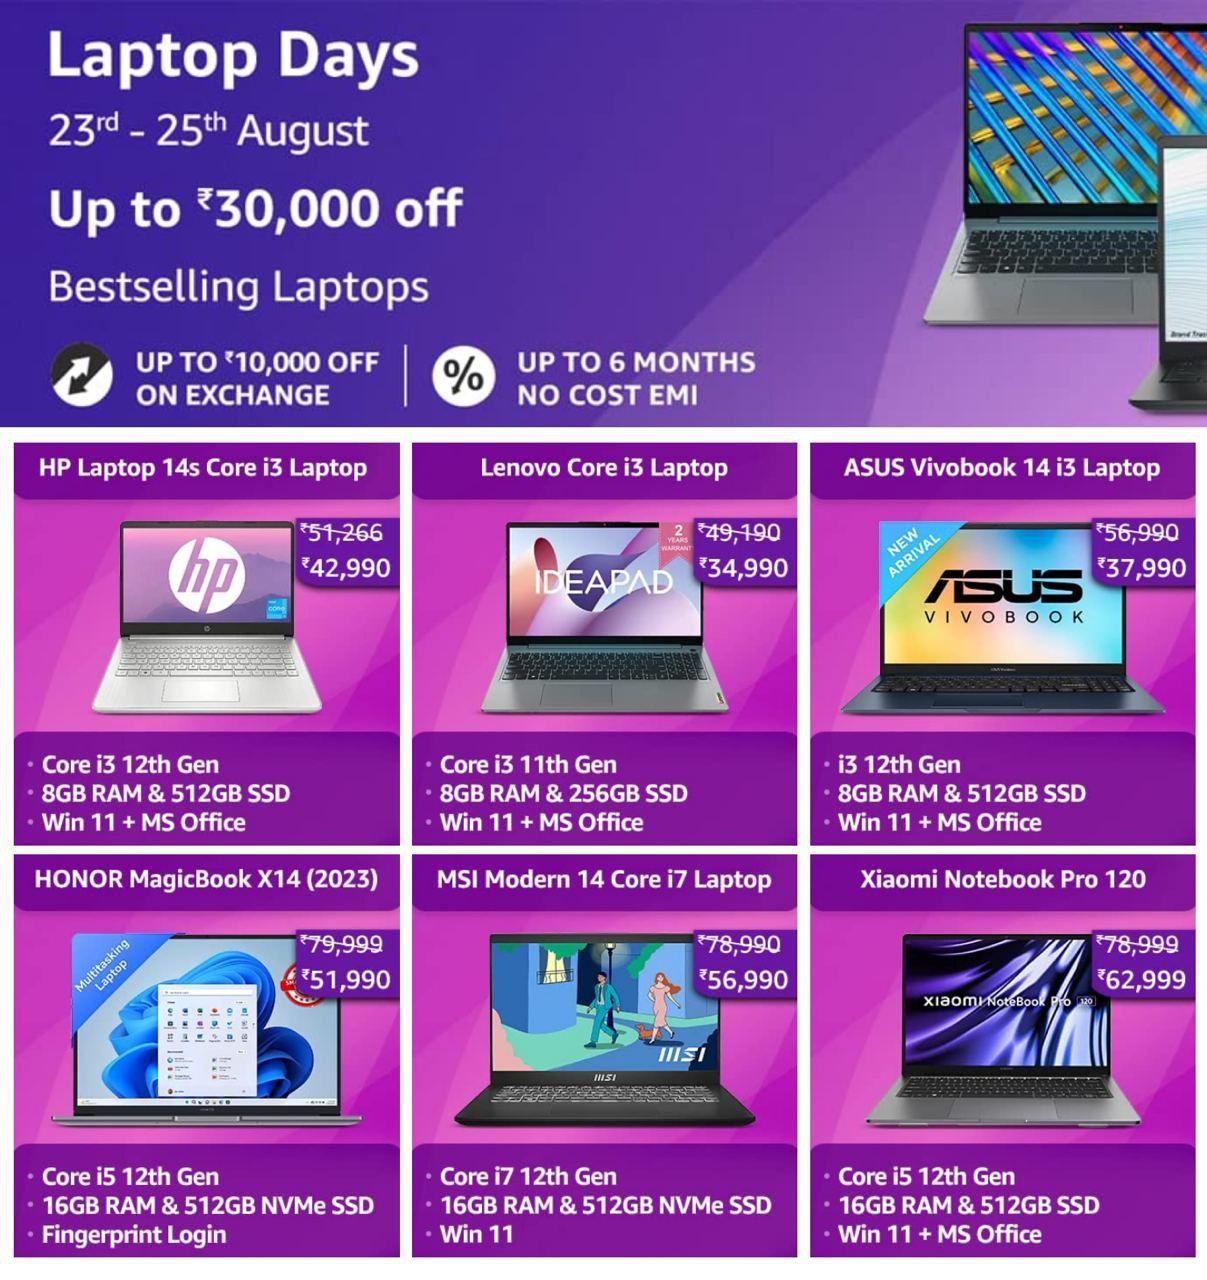 Laptop Days
23rd - 25th August
Up to ₹30,000 off
Bestselling Laptops
UP TO ₹10,000 OFF
ON EXCHANGE
%
UP TO 6 MONTHS
NO COST EMI
HP Laptop 14s Core i3 Laptop
₹51,266
₹42,990
hp
Core i3 12th Gen
8GB RAM & 512GB SSD
Win 11 + MS Office
Lenovo Core i3 Laptop
2
YEARS
WARRANT
₹49,190
₹34,990
IDEAPAD
Core i3 11th Gen
8GB RAM & 256GB SSD
Win 11 + MS Office
ASUS Vivobook 14 i3 Laptop
NEW
ARRIVAL
₹56,990
₹37,990
ASUS
VIVOBOOK
i3 12th Gen
8GB RAM & 512GB SSD
Win 11 + MS Office
HONOR MagicBook X14 (2023)
Multitasking
Laptop
₹79,999
₹51,990
Core i5 12th Gen
16GB RAM & 512GB NVMe SSD
Fingerprint Login
MSI Modern 14 Core i7 Laptop
₹78,990
₹56,990
msi
msi
Core i7 12th Gen
16GB RAM & 512GB NVMe SSD
Win 11
Xiaomi Notebook Pro 120
₹78,999
₹62,999
XIAOMI NoteBook Pro 120
Core i5 12th Gen
16GB RAM & 512GB SSD
Win 11 + MS Office